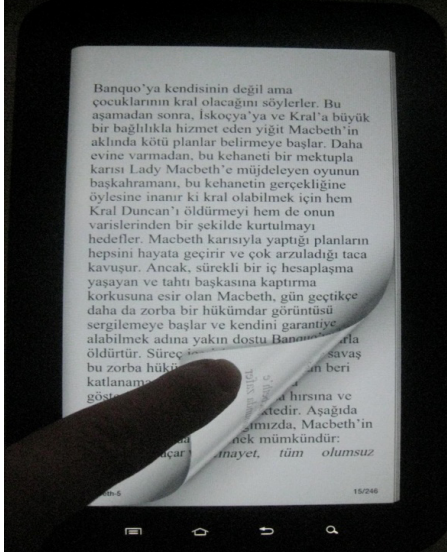 Banquo'ya kendisinin değil ama
çocuklarının kral olacağını söylerler. Bu
aşamadan sonra, İskoçya'ya ve Kral'a büyük
bir bağlılıkla hizmet eden yiğit Macbeth'in
aklında kötü planlar belirmeye başlar. Daha
evine varmadan, bu kehaneti bir mektupla
karısı Lady Macbeth'e müjdeleyen oyunun
başkahramanı, bu kehanetin gerçekliğine
öylesine inanır ki kral olabilmek için hem
Kral Duncan'ı öldürmeyi hem de onun
varislerinden bir şekilde kurtulmayı
hedefler. Macbeth karısıyla yaptığı planların
hepsini hayata geçirir ve çok arzuladığı taca
kavuşur. Ancak, sürekli bir iç hesaplaşma
yaşayan ve tahtı başkasına kaptırma
korkusuna esir olan Macbeth, gün geçtikçe
daha da zorba bir hükümdar görüntüsü
sergilemeye başlar ve kendini garantiye
alabilmek adına yakın dostu
öldürtür. Süreç savaş
bu zorba beri
hırsına ve
Aşağıda
Macbeth'in
mümkündür:
tüm olumsuz
15/246